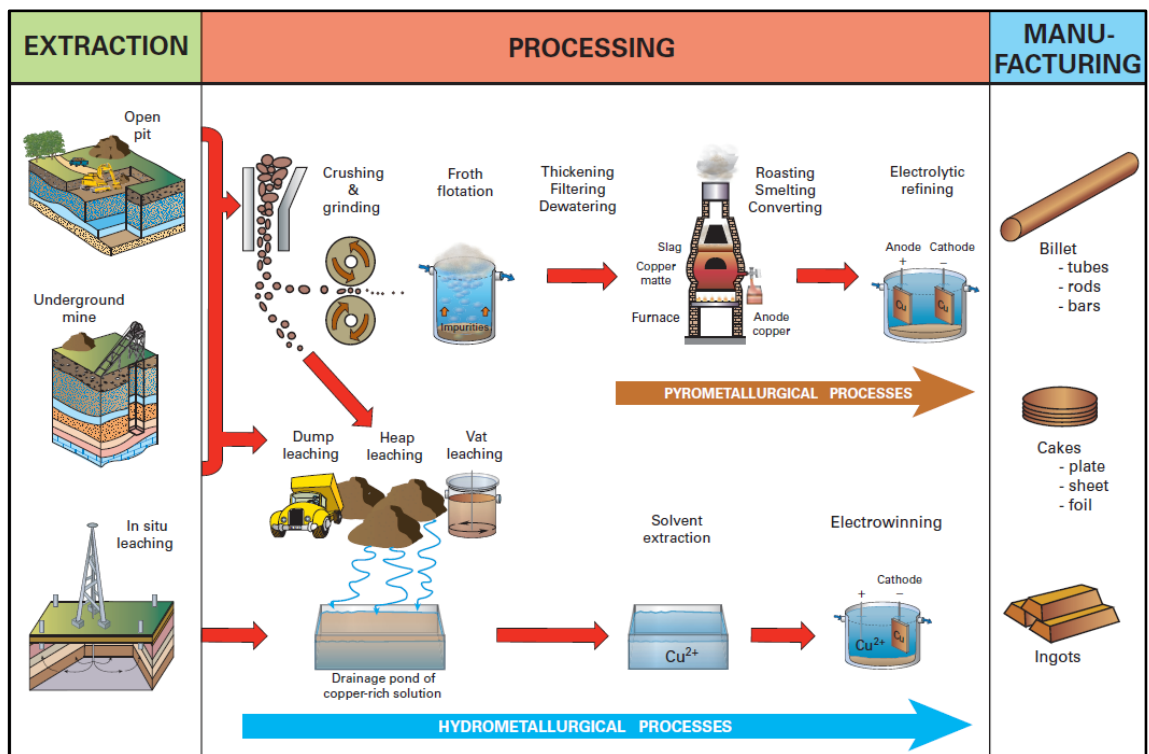 EXTRACTION
PROCESSING
MANU-
FACTURING
Open
pit
Underground
mine
In situ
leaching
Crushing
&
grinding
Froth
flotation
Impurities
Thickening
Filtering
Dewatering
Roasting
Smelting
Converting
Slag
Copper
matte
Furnace
Anode
copper
Electrolytic
refining
Anode Cathode
+ –
Cu Cu
PYROMETALLURGICAL PROCESSES
Dump
leaching
Heap
leaching
Vat
leaching
Drainage pond of
copper-rich solution
Solvent
extraction
Cu²⁺
Electrowinning
Cathode
+ –
Cu²⁺ Cu
HYDROMETALLURGICAL PROCESSES
Billet
- tubes
- rods
- bars
Cakes
- plate
- sheet
- foil
Ingots